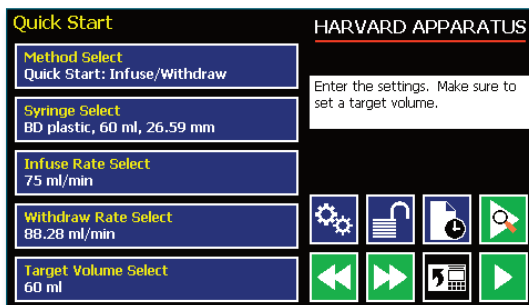 Quick Start
HARVARD APPARATUS
Method Select
Quick Start: Infuse/Withdraw
Syringe Select
BD plastic, 60 ml, 26.59 mm
Infuse Rate Select
75 ml/min
Withdraw Rate Select
88.28 ml/min
Target Volume Select
60 ml
Enter the settings. Make sure to
set a target volume.